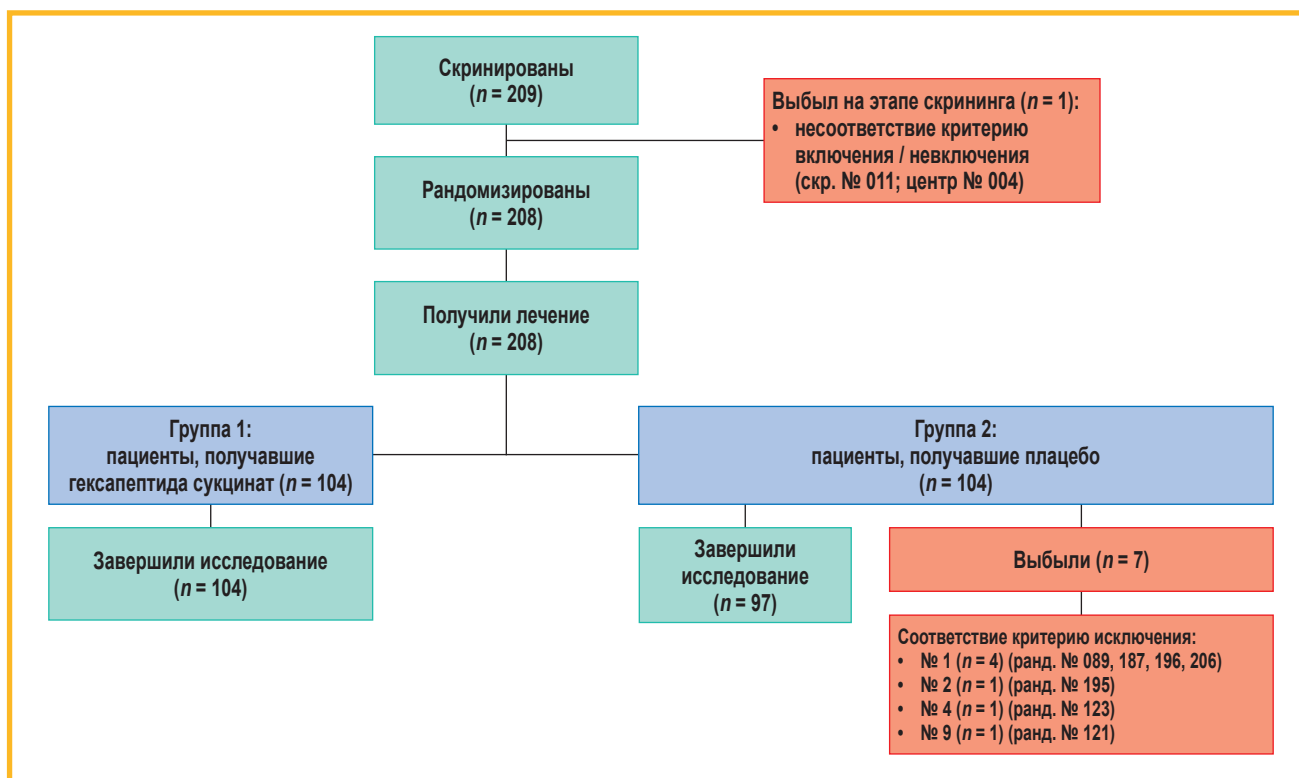 Скринированы
(n = 209)
Выбыл на этапе скрининга (n = 1):
• несоответствие критерию
включения / невключения
(скр. № 011; центр № 004)
Рандомизированы
(n = 208)
Получили лечение
(n = 208)
Группа 1:
пациенты, получавшие
гексапептида сукцинат (n = 104)
Группа 2:
пациенты, получавшие плацебо
(n = 104)
Завершили исследование
(n = 104)
Завершили
исследование
(n = 97)
Выбыли (n = 7)
Соответствие критерию исключения:
• № 1 (n = 4) (ранд. № 089, 187, 196, 206)
• № 2 (n = 1) (ранд. № 195)
• № 4 (n = 1) (ранд. № 123)
• № 9 (n = 1) (ранд. № 121)